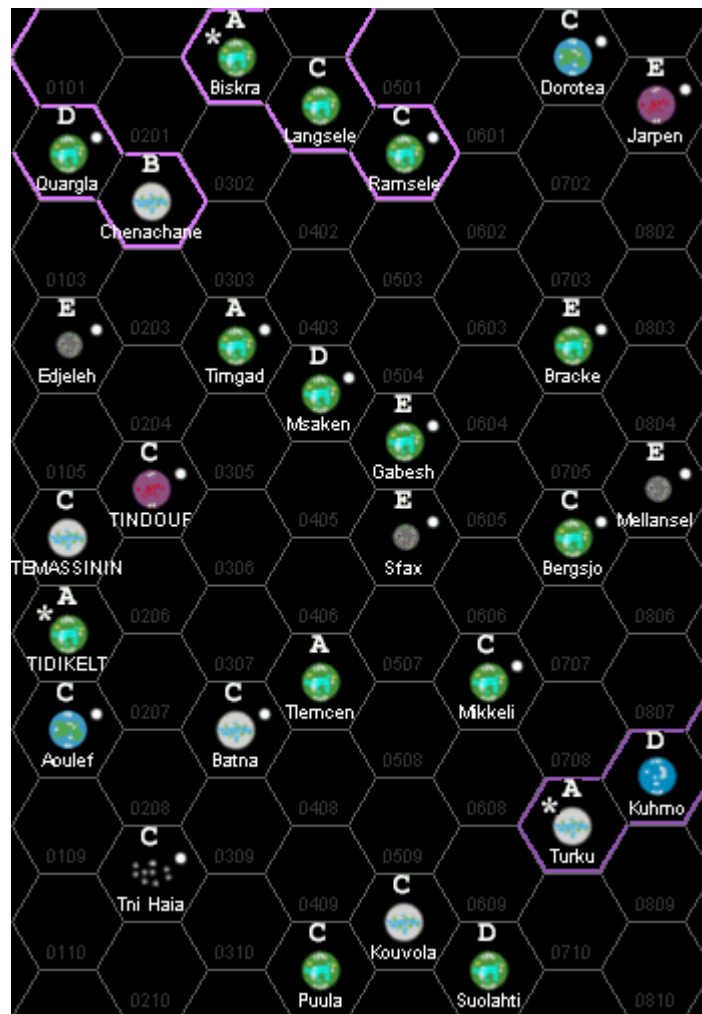 A C
*
C E
0101 Biskra 0501 Dorotea
D C
0201 Langsele 0601 Jarpen
B
Quargla 0302 Ramsele 0702
Chenachane 0402 0602 0802
0103 0303 0503 0703
E A E
0203 0403 0603 0803
D
Edjeleh Timgad 0504 Bracke
E
0204 Msaken 0604 0804
C E
0105 0305 Gabesh 0705
C E C
TINDOUF 0405 0605 Mellansel
TEMASSININ 0306 Sfax Bergsjo
A
*
0206 0406 0606 0806
A C
TIDIKELT 0307 0507 0707
C C
0207 Tlemcen Mikkeli 0807
D
Aoulef Batna 0508 0708
A
*
0208 0408 0608 Kuhmo
C
0109 0309 0509 Turku
C
Tni Haia 0409 0609 0809
C D
0110 0310 Kouvola 0710
0210 Puula Suolahti 0810